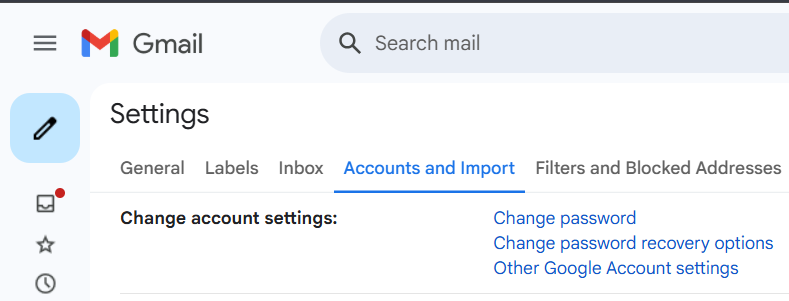 Gmail
Search mail
Settings
General Labels Inbox Accounts and Import Filters and Blocked Addresses
Change account settings: Change password
Change password recovery options
Other Google Account settings